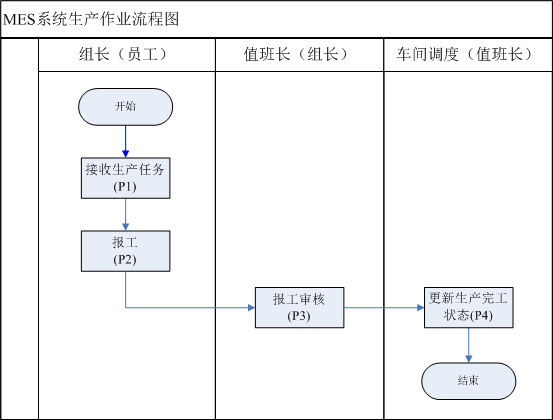 MES系统生产作业流程图
组长（员工）
值班长（组长）
车间调度（值班长）
开始
接收生产任务
(P1)
报工
(P2)
报工审核
(P3)
更新生产完工
状态(P4)
结束